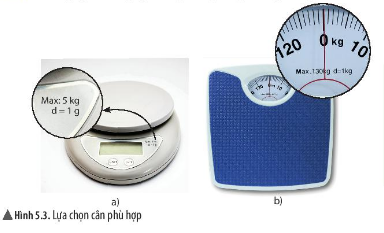 Max: 5 kg
d = 1 g
120 0 kg 10
Max. 130kg d=1kg
a)
b)
▲Hình 5.3. Lựa chọn cân phù hợp